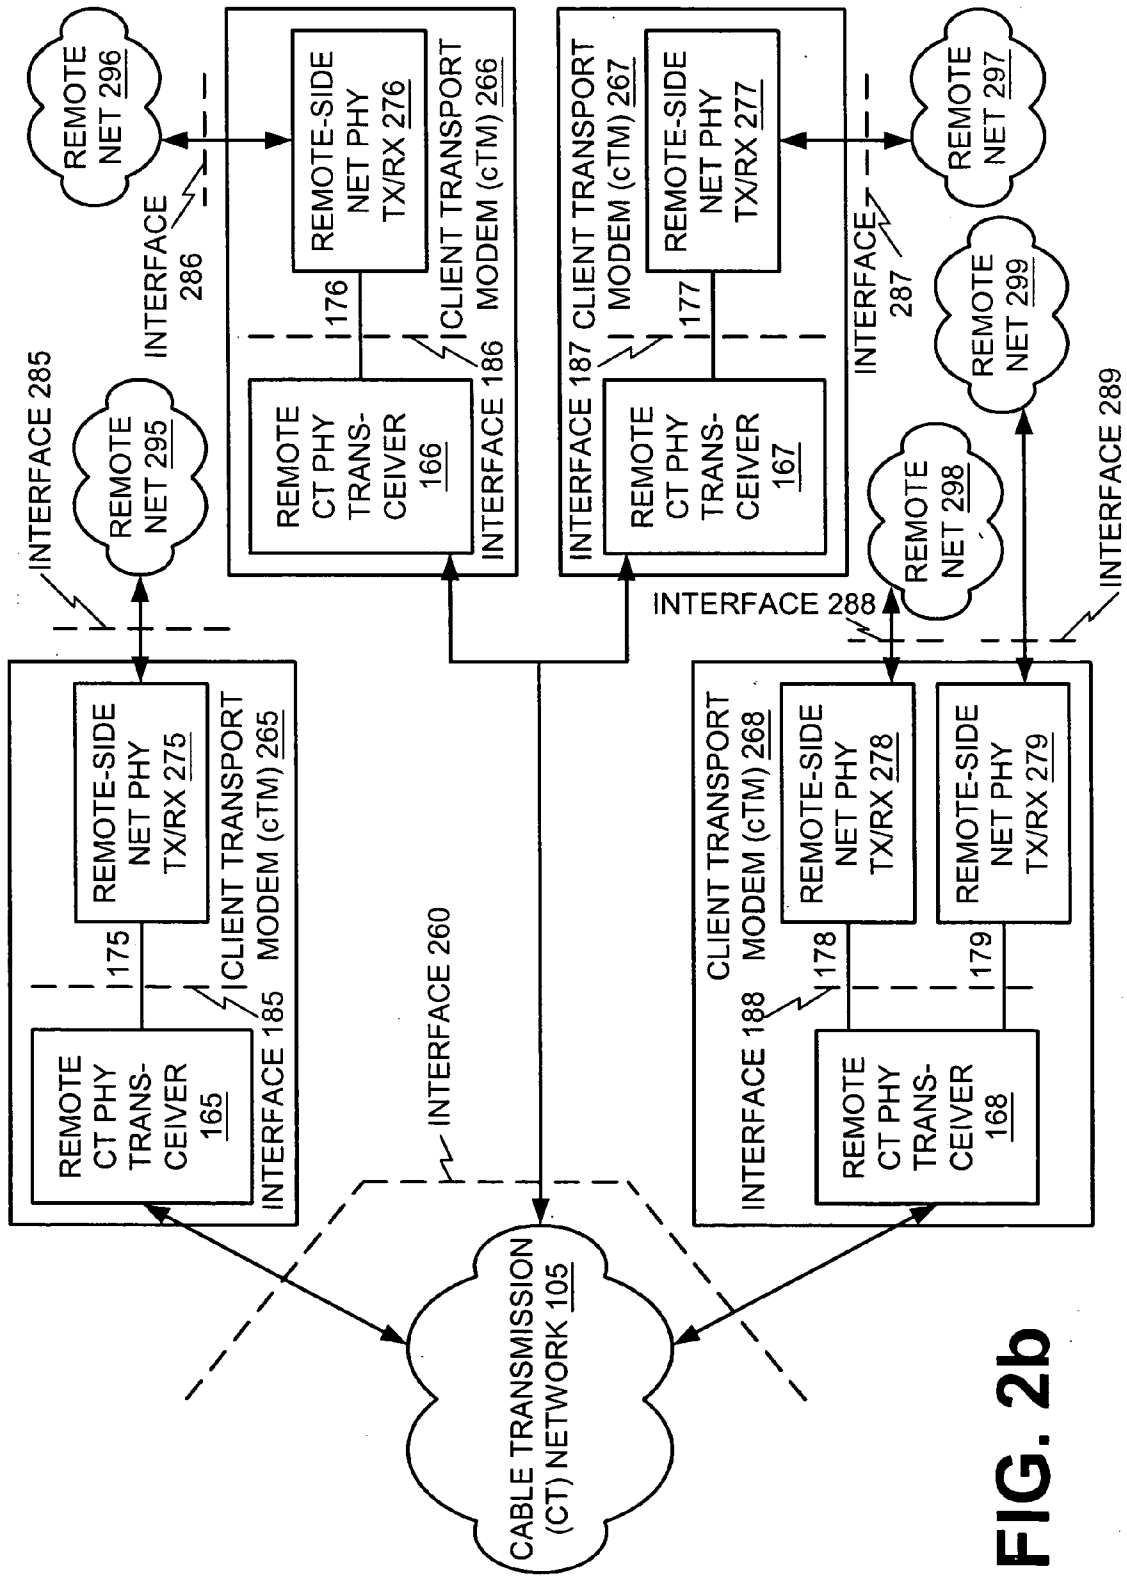 CABLE TRANSMISSION
(CT) NETWORK 105
INTERFACE 260
REMOTE
CT PHY
TRANS-
CEIVER
165
INTERFACE 185
175
REMOTE-SIDE
NET PHY
TX/RX 275
CLIENT TRANSPORT
MODEM (cTM) 265
INTERFACE 285
REMOTE
NET 295
REMOTE
CT PHY
TRANS-
CEIVER
166
INTERFACE 186
176
REMOTE-SIDE
NET PHY
TX/RX 276
CLIENT TRANSPORT
MODEM (cTM) 266
INTERFACE
286
REMOTE
NET 296
INTERFACE 187
REMOTE
CT PHY
TRANS-
CEIVER
167
177
CLIENT TRANSPORT
MODEM (cTM) 267
REMOTE-SIDE
NET PHY
TX/RX 277
INTERFACE
287
REMOTE
NET 297
INTERFACE 188
REMOTE
CT PHY
TRANS-
CEIVER
168
178
179
CLIENT TRANSPORT
MODEM (cTM) 268
REMOTE-SIDE
NET PHY
TX/RX 278
REMOTE-SIDE
NET PHY
TX/RX 279
INTERFACE 288
REMOTE
NET 298
INTERFACE 289
REMOTE
NET 299
FIG. 2b